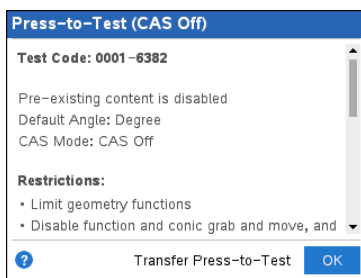 Press-to-Test (CAS Off)
Test Code: 0001-6382
Pre-existing content is disabled
Default Angle: Degree
CAS Mode: CAS Off
Restrictions:
• Limit geometry functions
• Disable function and conic grab and move, and
? Transfer Press-to-Test OK